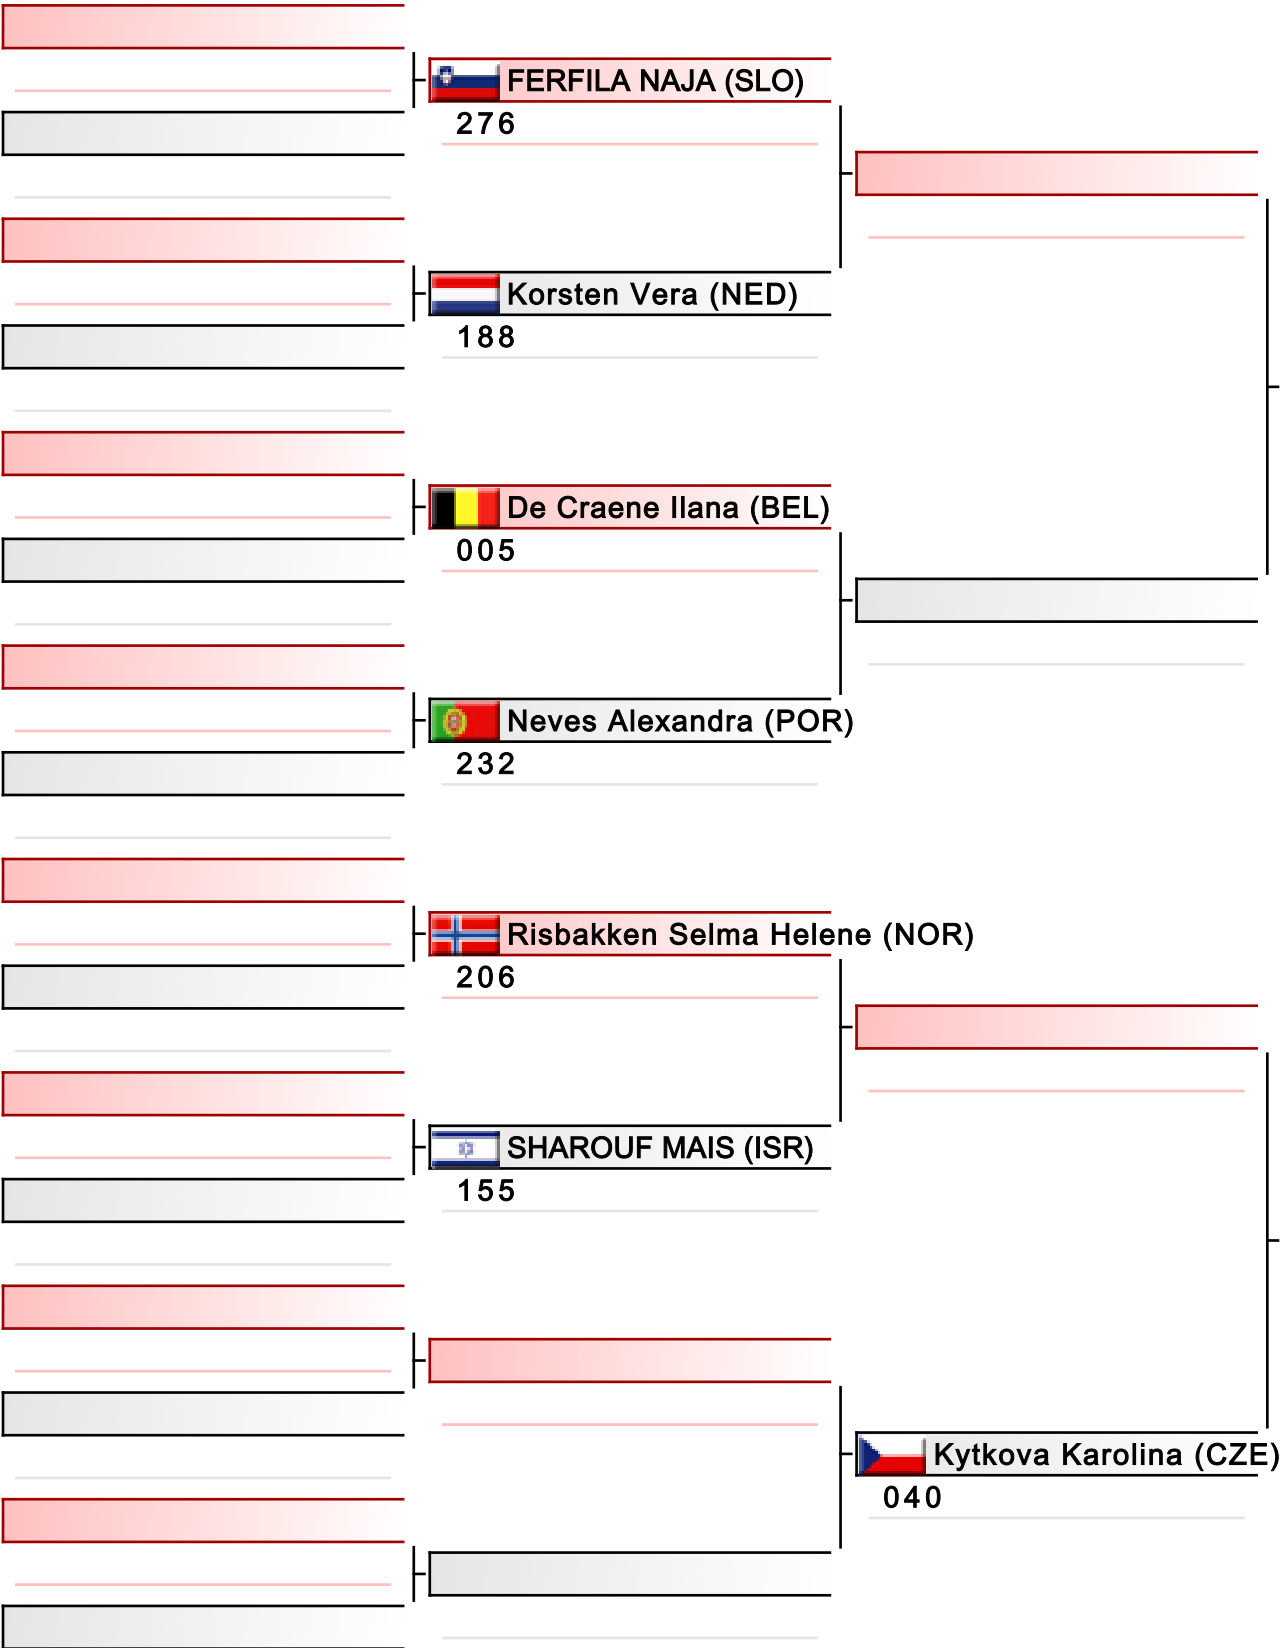 FERFILA NAJA (SLO)
276
Korsten Vera (NED)
188
De Craene Ilana (BEL)
005
Neves Alexandra (POR)
232
Risbakken Selma Helene (NOR)
206
SHAROUF MAIS (ISR)
155
Kytkova Karolina (CZE)
040